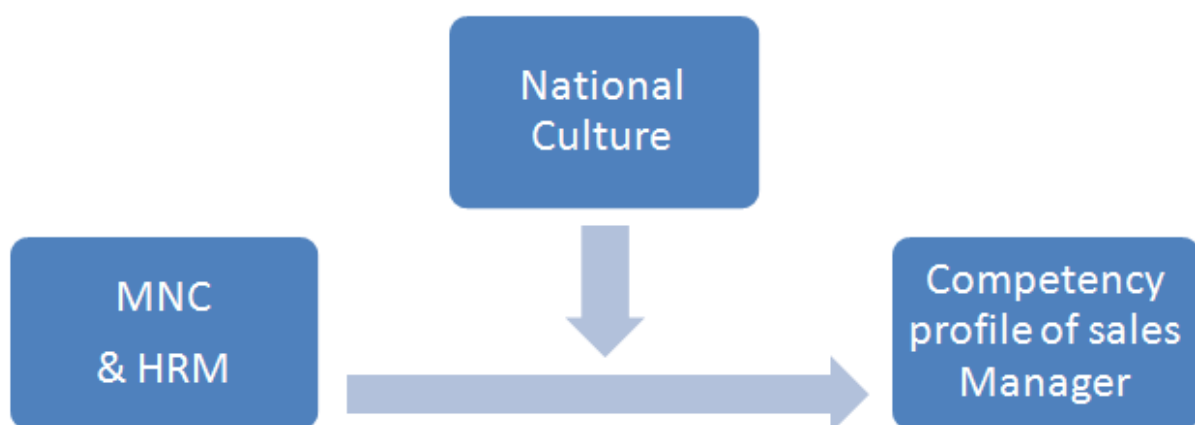 National
Culture
MNC
& HRM
Competency
profile of sales
Manager